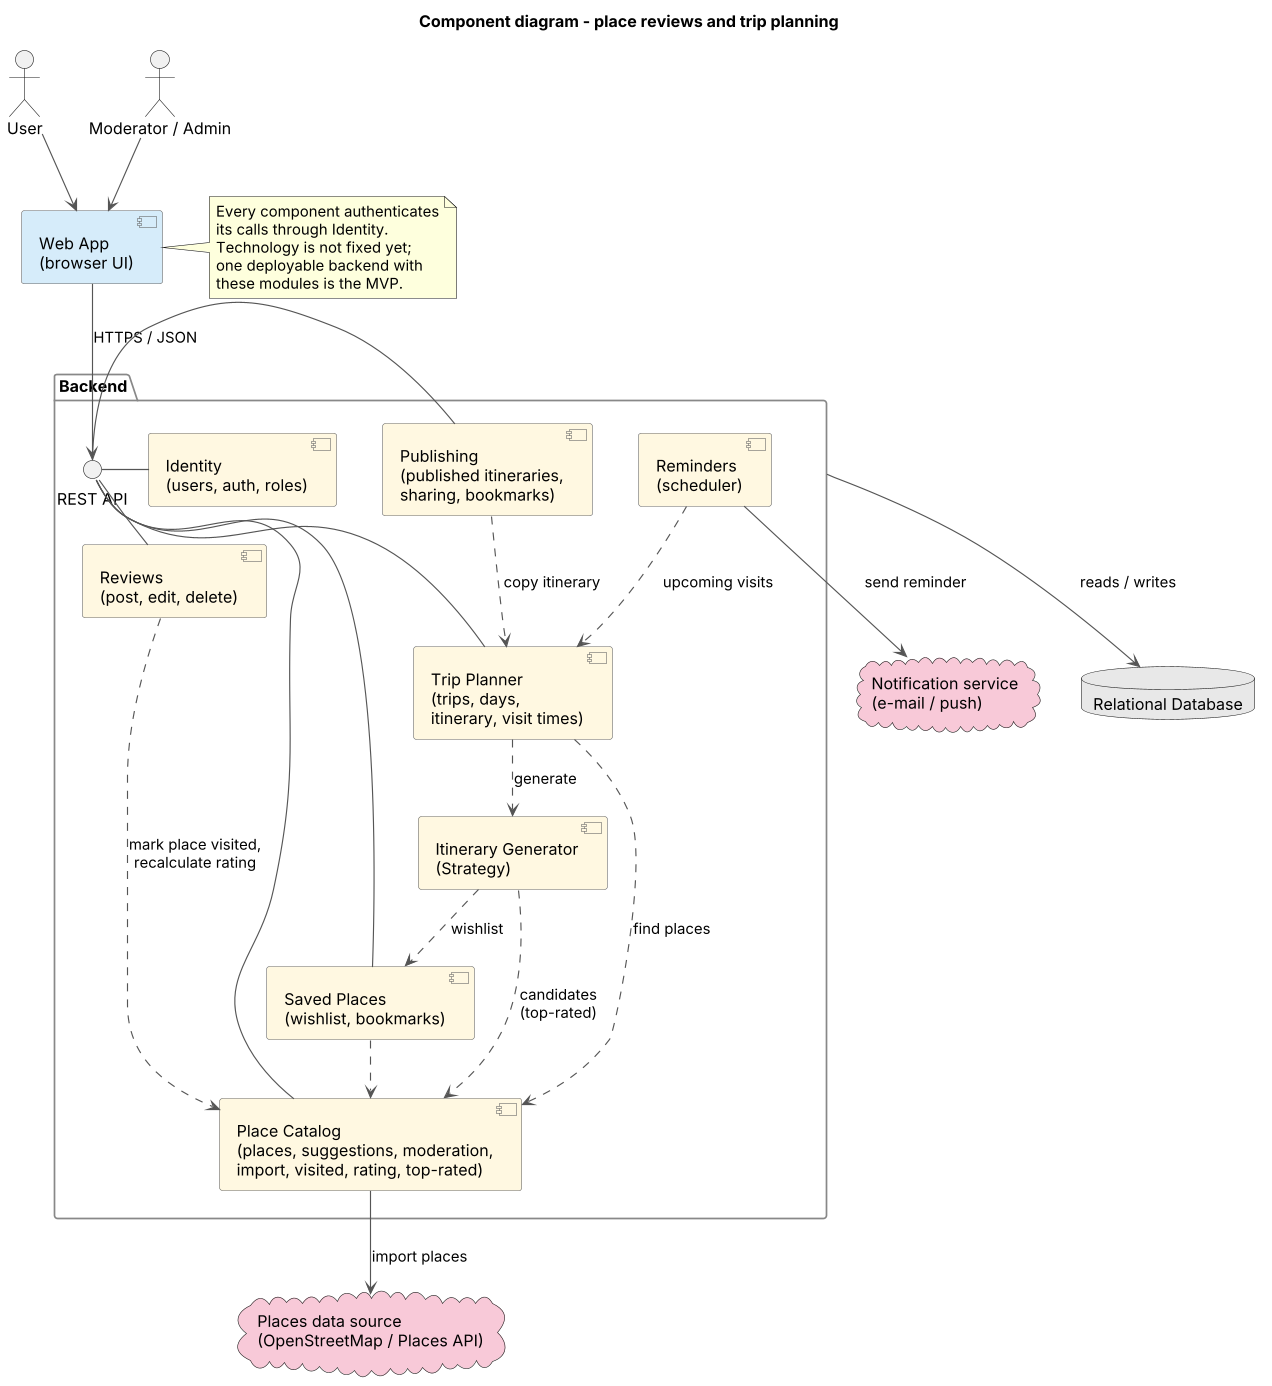 Component diagram - place reviews and trip planning
User
Moderator / Admin
Web App
(browser UI)
Every component authenticates
its calls through Identity.
Technology is not fixed yet;
one deployable backend with
these modules is the MVP.
HTTPS / JSON
Backend
REST API
Identity
(users, auth, roles)
Publishing
(published itineraries,
sharing, bookmarks)
Reminders
(scheduler)
Reviews
(post, edit, delete)
copy itinerary
upcoming visits
send reminder
reads / writes
Trip Planner
(trips, days,
itinerary, visit times)
Notification service
(e-mail / push)
Relational Database
generate
mark place visited,
recalculate rating
Itinerary Generator
(Strategy)
wishlist
find places
Saved Places
(wishlist, bookmarks)
candidates
(top-rated)
Place Catalog
(places, suggestions, moderation,
import, visited, rating, top-rated)
import places
Places data source
(OpenStreetMap / Places API)